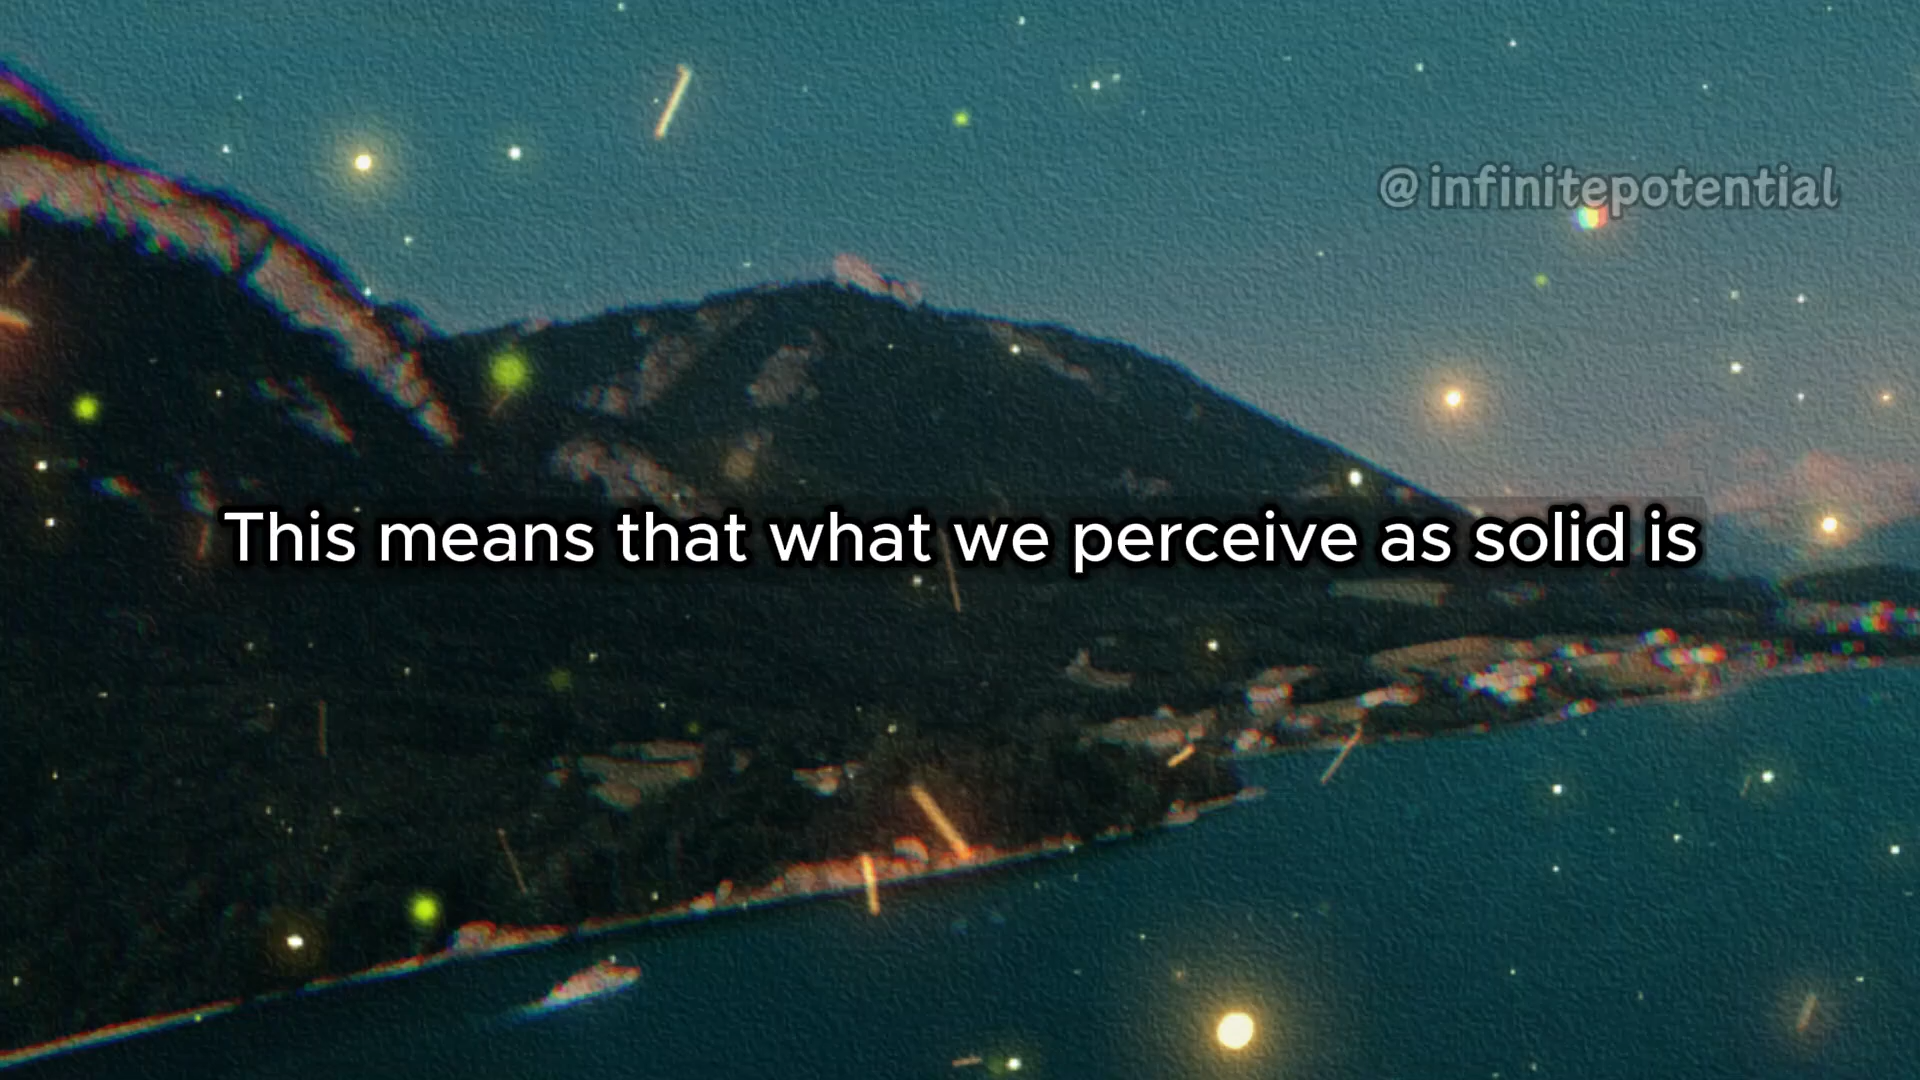 @infinitepotential
This means that what we perceive as solid is